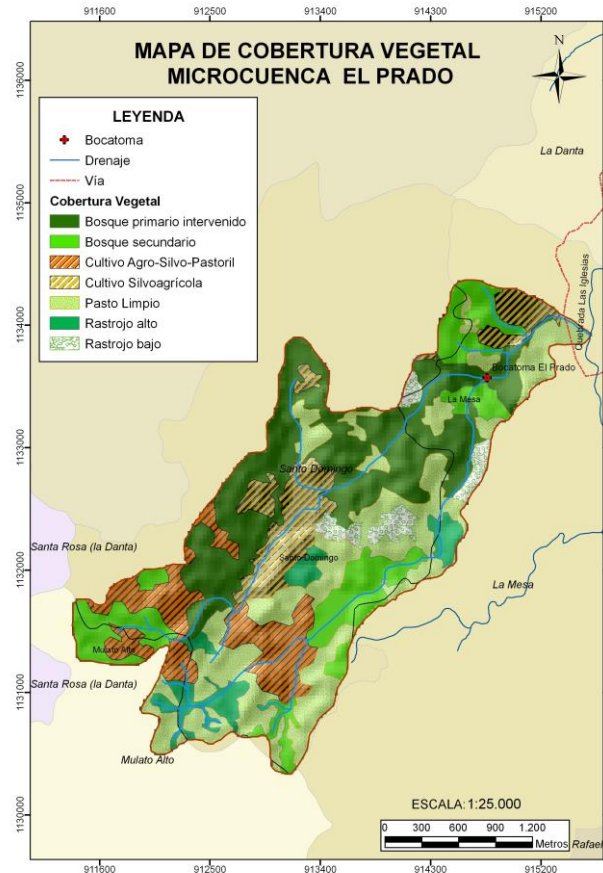 911600 912500 913400 914300 915200
MAPA DE COBERTURA VEGETAL
MICROCUENCA EL PRADO
N
LEYENDA
Bocatoma
Drenaje
Vía
Cobertura Vegetal
Bosque primario intervenido
Bosque secundario
Cultivo Agro-Silvo-Pastoril
Cultivo Silvoagrícola
Pasto Limpio
Rastrojo alto
Rastrojo bajo
1136000
1135000
1134000
1133000
1132000
1131000
1130000
La Danta
Quebrada Las Iglesias
Bocatoma El Prado
La Mesa
Santo Domingo
Santo Domingo
Santa Rosa (la Danta)
La Mesa
Mulato Alto
Santa Rosa (la Danta)
Mulato Alto
ESCALA: 1:25.000
0 300 600 900 1.200
Metros
Rafael
911600 912500 913400 914300 915200